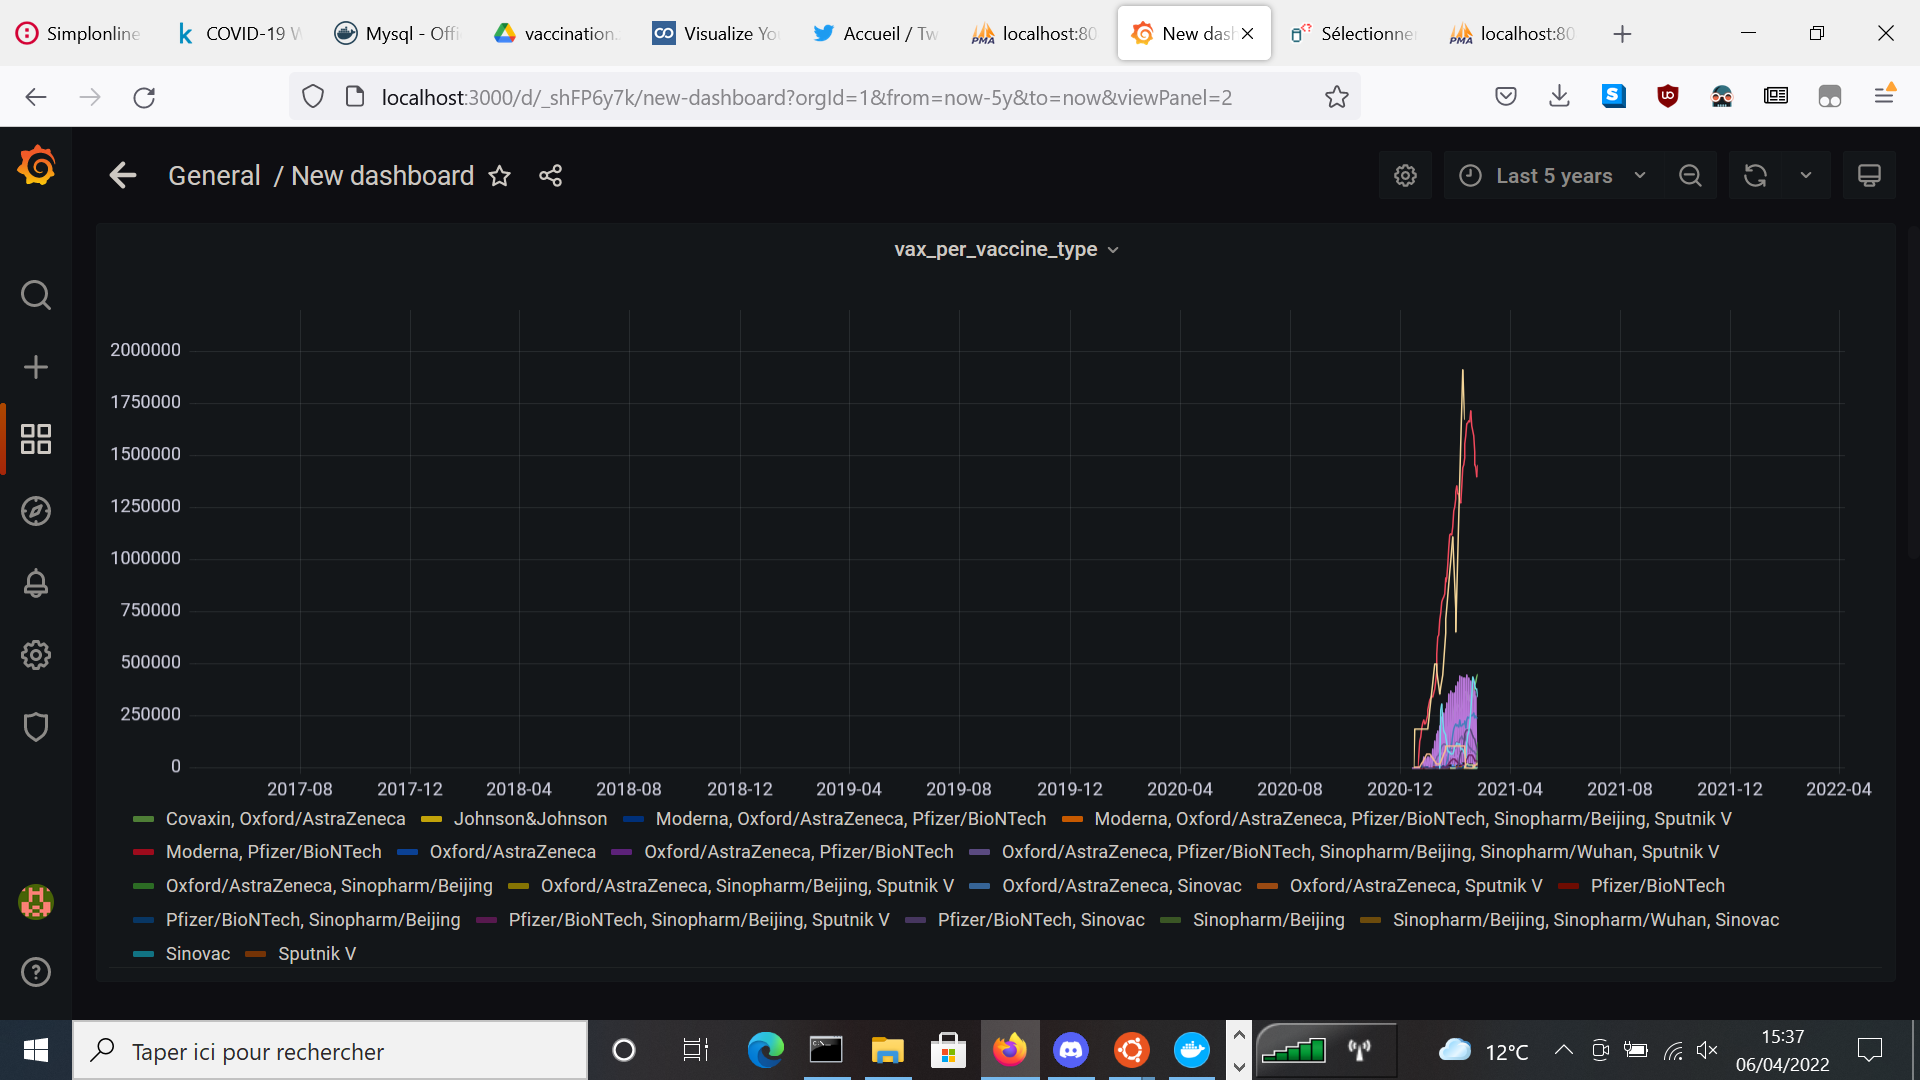 Simplonline
COVID-19 W
Mysql - Offi
vaccination.
Visualize Yo
Accueil / Tw
localhost:80
New dash
Sélectionner
localhost:80
localhost:3000/d/_shFP6y7k/new-dashboard?orgId=1&from=now-5y&to=now&viewPanel=2
General / New dashboard
Last 5 years
vax_per_vaccine_type
2000000
1750000
1500000
1250000
1000000
750000
500000
250000
0
2017-08 2017-12 2018-04 2018-08 2018-12 2019-04 2019-08 2019-12 2020-04 2020-08 2020-12 2021-04 2021-08 2021-12 2022-04
Covaxin, Oxford/AstraZeneca Johnson&Johnson Moderna, Oxford/AstraZeneca, Pfizer/BioNTech Moderna, Oxford/AstraZeneca, Pfizer/BioNTech, Sinopharm/Beijing, Sputnik V
Moderna, Pfizer/BioNTech Oxford/AstraZeneca Oxford/AstraZeneca, Pfizer/BioNTech Oxford/AstraZeneca, Pfizer/BioNTech, Sinopharm/Beijing, Sinopharm/Wuhan, Sputnik V
Oxford/AstraZeneca, Sinopharm/Beijing Oxford/AstraZeneca, Sinopharm/Beijing, Sputnik V Oxford/AstraZeneca, Sinovac Oxford/AstraZeneca, Sputnik V Pfizer/BioNTech
Pfizer/BioNTech, Sinopharm/Beijing Pfizer/BioNTech, Sinopharm/Beijing, Sputnik V Pfizer/BioNTech, Sinovac Sinopharm/Beijing Sinopharm/Beijing, Sinopharm/Wuhan, Sinovac
Sinovac Sputnik V
Taper ici pour rechercher
12°C
15:37
06/04/2022